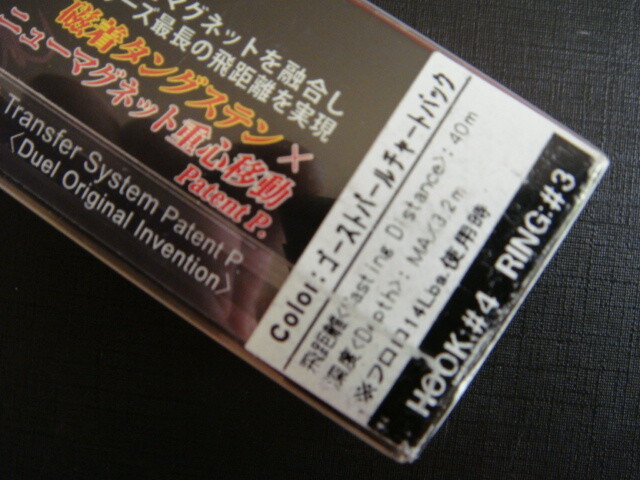 マグネットを融合し
ーズ最長の飛距離を実現
磁着タングステン×
ニューマグネット重心移動
Patent P.
Transfer System Patent P
<Duel Original Invention>
Color:ゴーストパールチャートバック
飛距離<Casting Distance>:40m
深度<Depth>:MAX3.2m
※フロロ14Lbs.使用時
HOOK:#4 RING:#3